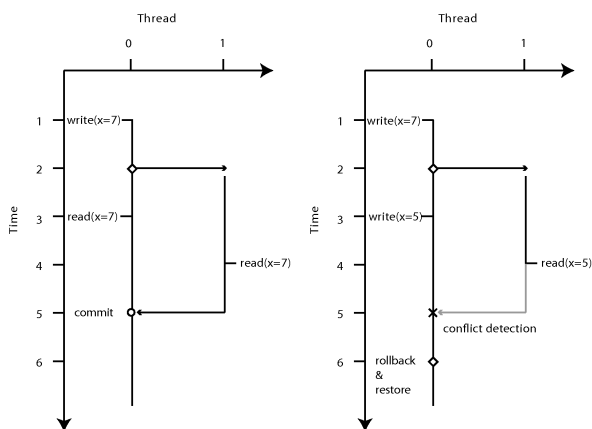 Thread
0 1
Time
1 write(x=7)
2
3 read(x=7)
4 read(x=7)
5 commit
6
Thread
0 1
Time
1 write(x=7)
2
3 write(x=5)
4 read(x=5)
5
conflict detection
6 rollback
&
restore